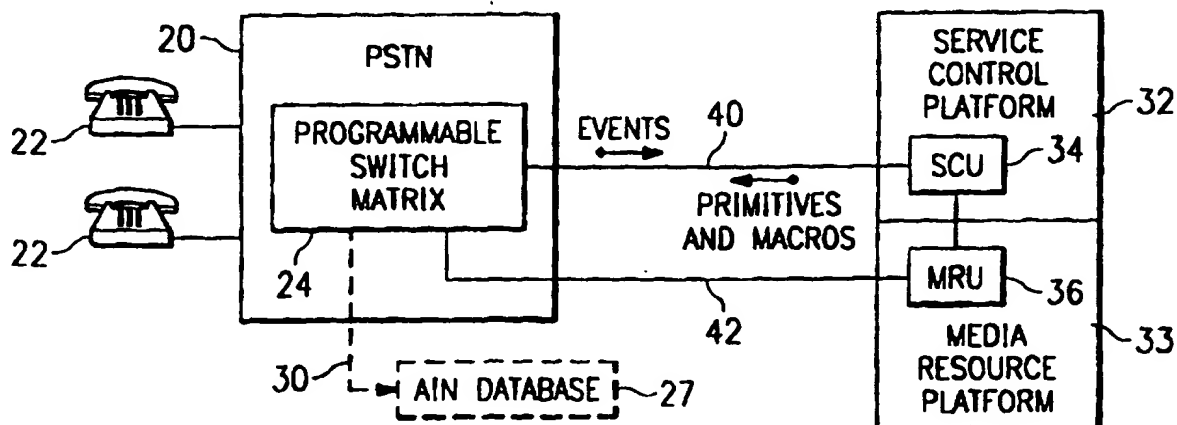 20
PSTN
22
22
PROGRAMMABLE
SWITCH
MATRIX
24
EVENTS
40
PRIMITIVES
AND MACROS
42
30
AIN DATABASE
27
SERVICE
CONTROL
PLATFORM
32
SCU
34
MRU
36
MEDIA
RESOURCE
PLATFORM
33